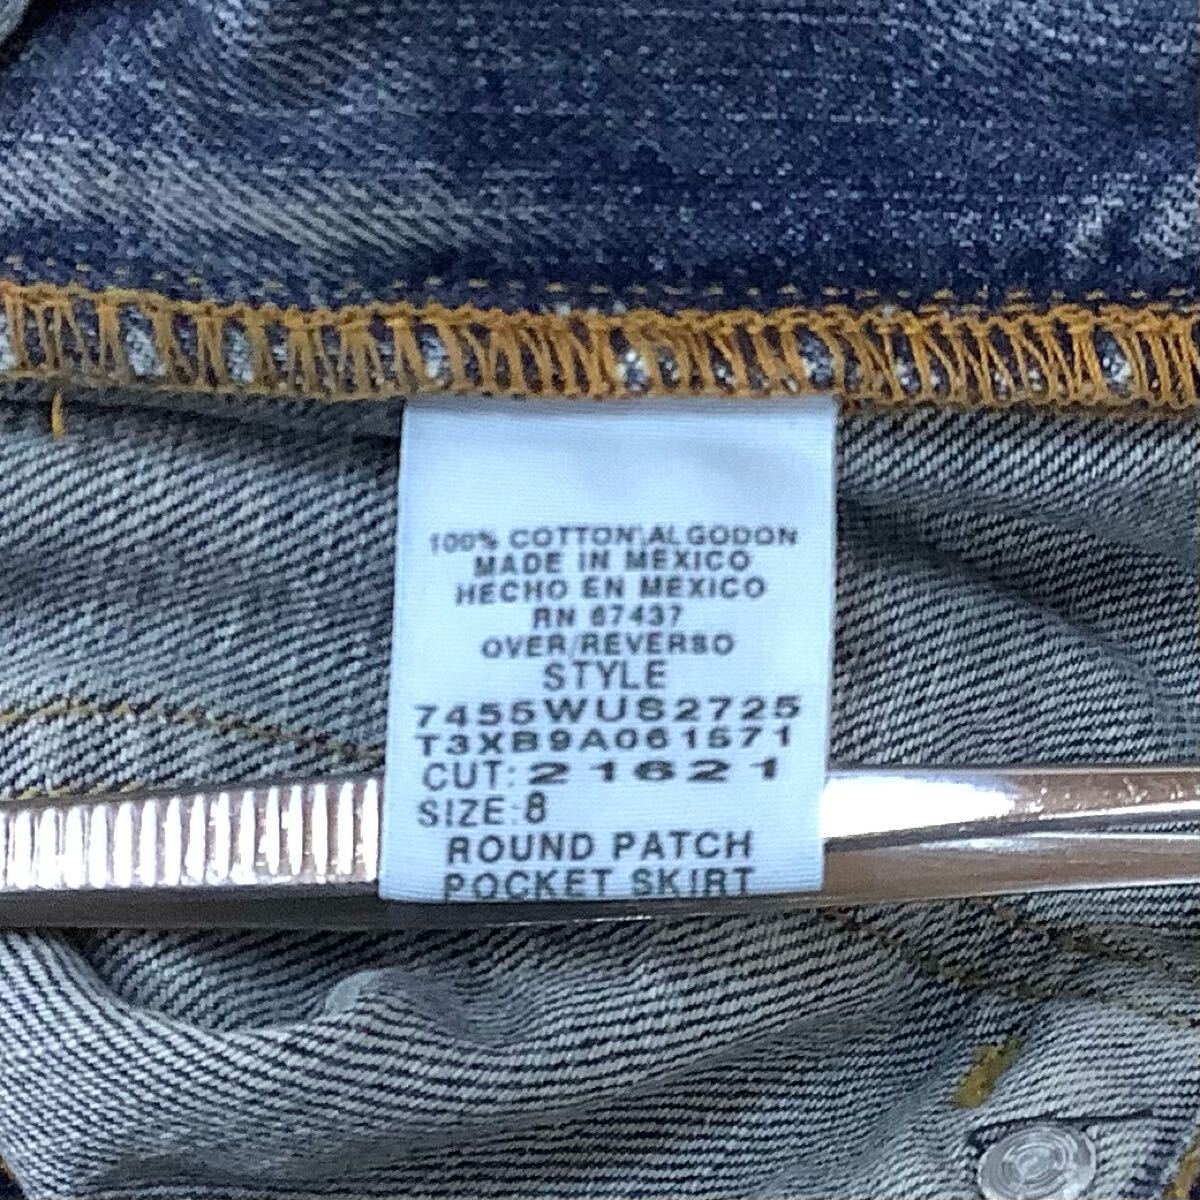 100% COTTON\ALGODON
MADE IN MEXICO
HECHO EN MEXICO
RN 67437
OVER/REVERSO
STYLE
7455WUS2725
T3XB9A061571
CUT: 21621
SIZE: 8
ROUND PATCH
POCKET SKIRT